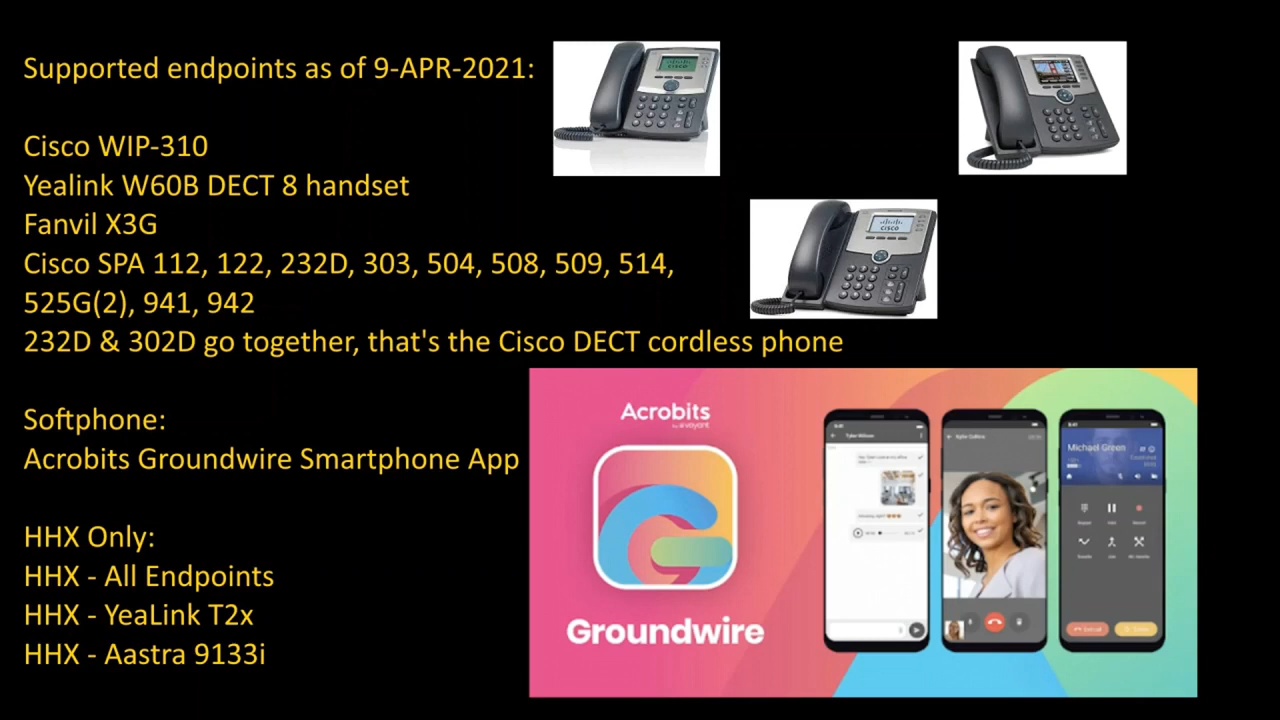 Supported endpoints as of 9-APR-2021:
Cisco WIP-310
Yealink W60B DECT 8 handset
Fanvil X3G
Cisco SPA 112, 122, 232D, 303, 504, 508, 509, 514,
525G(2), 941, 942
232D & 302D go together, that's the Cisco DECT cordless phone
Softphone:
Acrobits Groundwire Smartphone App
HHX Only:
HHX - All Endpoints
HHX - YeaLink T2x
HHX - Aastra 9133i
CISCO
Acrobits
Groundwire
Michael Green